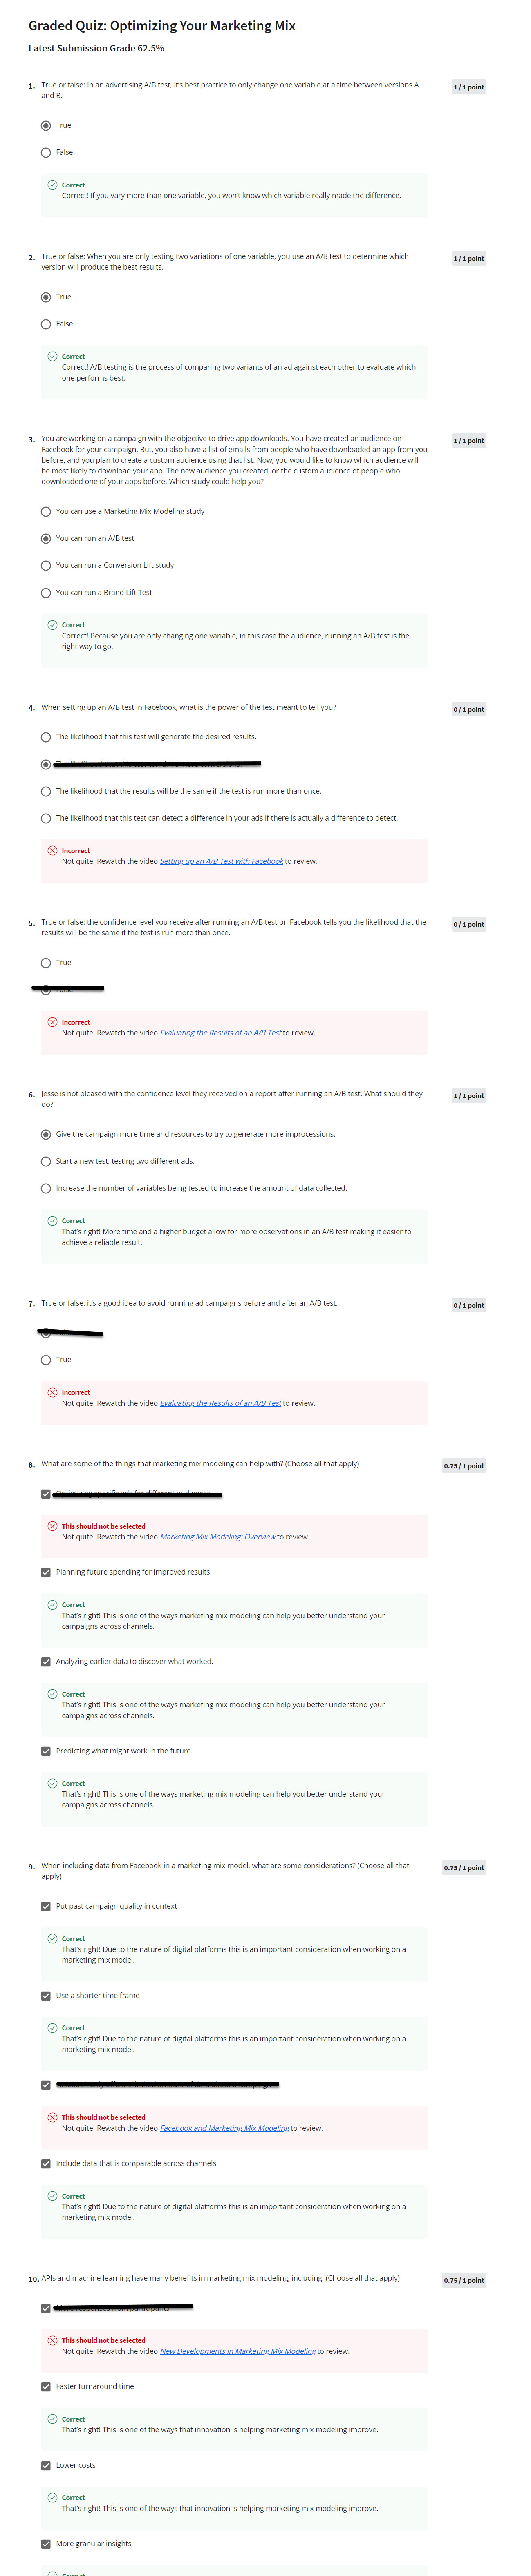 Graded Quiz: Optimizing Your Marketing Mix
Latest Submission Grade 62.5%
1. True or false: In an advertising A/B test, it's best practice to only change one variable at a time between versions A
and B.
1 / 1 point
True
False
Correct
Correct! If you vary more than one variable, you won't know which variable really made the difference.
2. True or false: When you are only testing two variations of one variable, you use an A/B test to determine which
version will produce the best results.
1 / 1 point
True
False
Correct
Correct! A/B testing is the process of comparing two variants of an ad against each other to evaluate which
one performs best.
3. You are working on a campaign with the objective to drive app downloads. You have created an audience on
Facebook for your campaign. But, you also have a list of emails from people who have downloaded an app from you
before, and you plan to create a custom audience using that list. Now, you would like to know which audience will
be most likely to download your app. The new audience you created, or the custom audience of people who
downloaded one of your apps before. Which study could help you?
1 / 1 point
You can use a Marketing Mix Modeling study
You can run an A/B test
You can run a Conversion Lift study
You can run a Brand Lift Test
Correct
Correct! Because you are only changing one variable, in this case the audience, running an A/B test is the
right way to go.
4. When setting up an A/B test in Facebook, what is the power of the test meant to tell you?
0 / 1 point
The likelihood that this test will generate the desired results.
The likelihood that the results will be the same if the test is run more than once.
The likelihood that this test can detect a difference in your ads if there is actually a difference to detect.
Incorrect
Not quite. Rewatch the video Setting up an A/B Test with Facebook to review.
5. True or false: the confidence level you receive after running an A/B test on Facebook tells you the likelihood that the
results will be the same if the test is run more than once.
0 / 1 point
True
Incorrect
Not quite. Rewatch the video Evaluating the Results of an A/B Test to review.
6. Jesse is not pleased with the confidence level they received on a report after running an A/B test. What should they
do?
1 / 1 point
Give the campaign more time and resources to try to generate more improcessions.
Start a new test, testing two different ads.
Increase the number of variables being tested to increase the amount of data collected.
Correct
That's right! More time and a higher budget allow for more observations in an A/B test making it easier to
achieve a reliable result.
7. True or false: it's a good idea to avoid running ad campaigns before and after an A/B test.
0 / 1 point
True
Incorrect
Not quite. Rewatch the video Evaluating the Results of an A/B Test to review.
8. What are some of the things that marketing mix modeling can help with? (Choose all that apply)
0.75 / 1 point
This should not be selected
Not quite. Rewatch the video Marketing Mix Modeling: Overview to review
Planning future spending for improved results.
Correct
That's right! This is one of the ways marketing mix modeling can help you better understand your
campaigns across channels.
Analyzing earlier data to discover what worked.
Correct
That's right! This is one of the ways marketing mix modeling can help you better understand your
campaigns across channels.
Predicting what might work in the future.
Correct
That's right! This is one of the ways marketing mix modeling can help you better understand your
campaigns across channels.
9. When including data from Facebook in a marketing mix model, what are some considerations? (Choose all that
apply)
0.75 / 1 point
Put past campaign quality in context
Correct
That's right! Due to the nature of digital platforms this is an important consideration when working on a
marketing mix model.
Use a shorter time frame
Correct
That's right! Due to the nature of digital platforms this is an important consideration when working on a
marketing mix model.
This should not be selected
Not quite. Rewatch the video Facebook and Marketing Mix Modeling to review.
Include data that is comparable across channels
Correct
That's right! Due to the nature of digital platforms this is an important consideration when working on a
marketing mix model.
10. APIs and machine learning have many benefits in marketing mix modeling, including: (Choose all that apply)
0.75 / 1 point
This should not be selected
Not quite. Rewatch the video New Developments in Marketing Mix Modeling to review.
Faster turnaround time
Correct
That's right! This is one of the ways that innovation is helping marketing mix modeling improve.
Lower costs
Correct
That's right! This is one of the ways that innovation is helping marketing mix modeling improve.
More granular insights